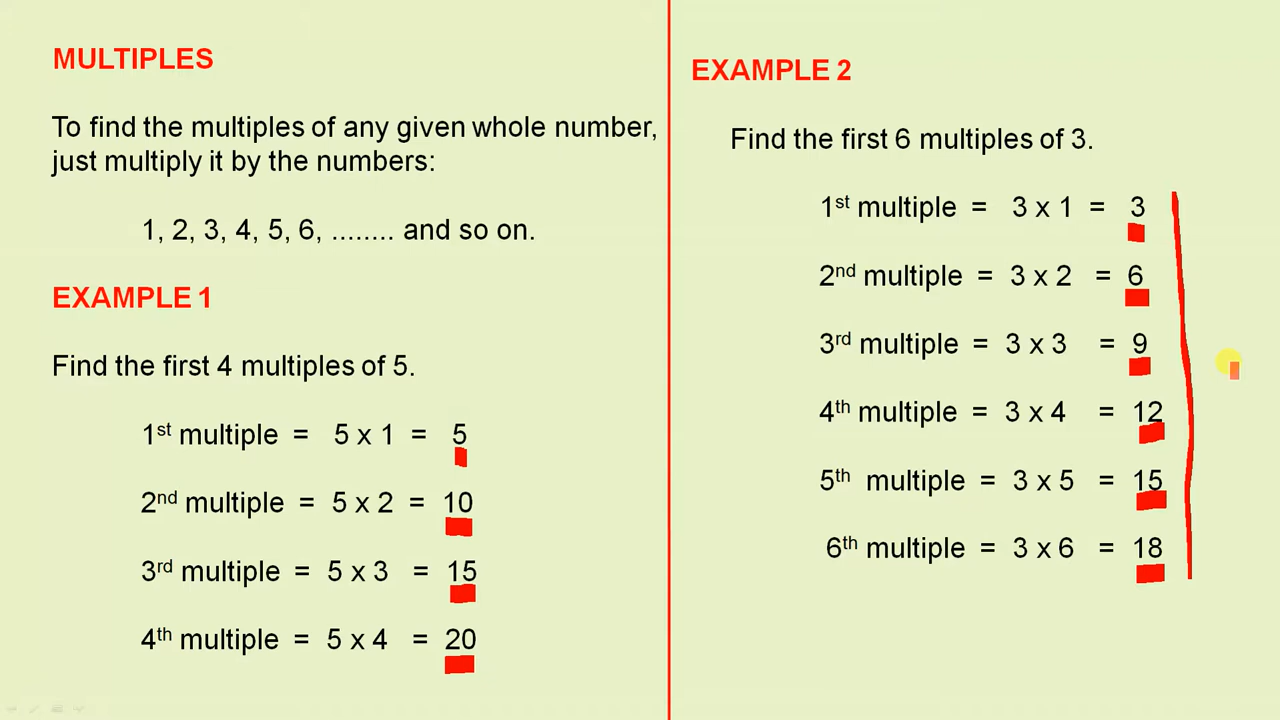 MULTIPLES
To find the multiples of any given whole number,
just multiply it by the numbers:
1, 2, 3, 4, 5, 6, ........ and so on.
EXAMPLE 1
Find the first 4 multiples of 5.
1st multiple = 5 x 1 = 5
2nd multiple = 5 x 2 = 10
3rd multiple = 5 x 3 = 15
4th multiple = 5 x 4 = 20
EXAMPLE 2
Find the first 6 multiples of 3.
1st multiple = 3 x 1 = 3
2nd multiple = 3 x 2 = 6
3rd multiple = 3 x 3 = 9
4th multiple = 3 x 4 = 12
5th multiple = 3 x 5 = 15
6th multiple = 3 x 6 = 18